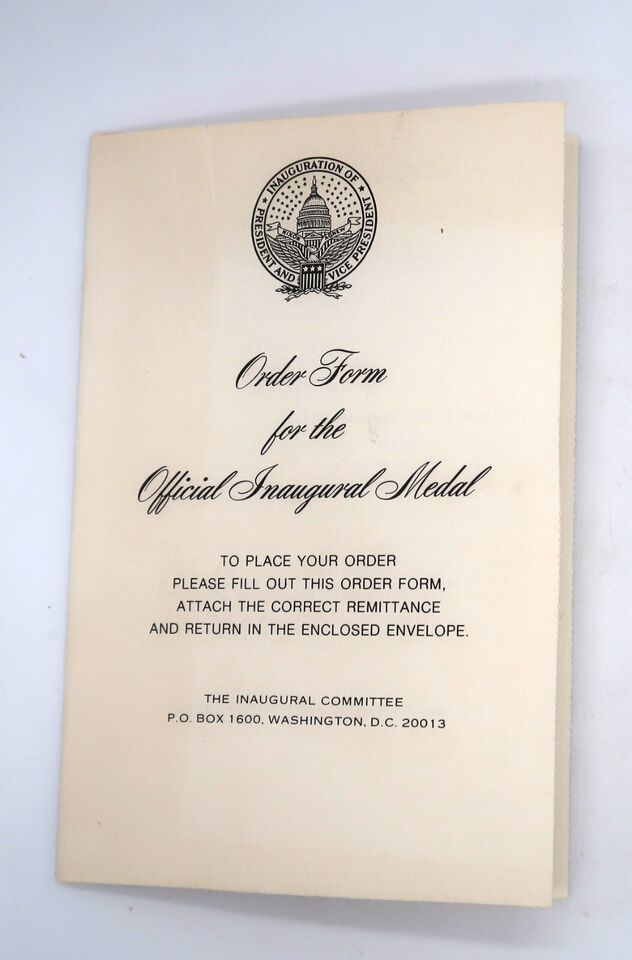 ★ INAUGURATION OF ★
PRESIDENT AND VICE PRESIDENT
NIXON AGNEW
Order Form
for the
Official Inaugural Medal
TO PLACE YOUR ORDER
PLEASE FILL OUT THIS ORDER FORM,
ATTACH THE CORRECT REMITTANCE
AND RETURN IN THE ENCLOSED ENVELOPE.
THE INAUGURAL COMMITTEE
P.O. BOX 1600, WASHINGTON, D.C. 20013